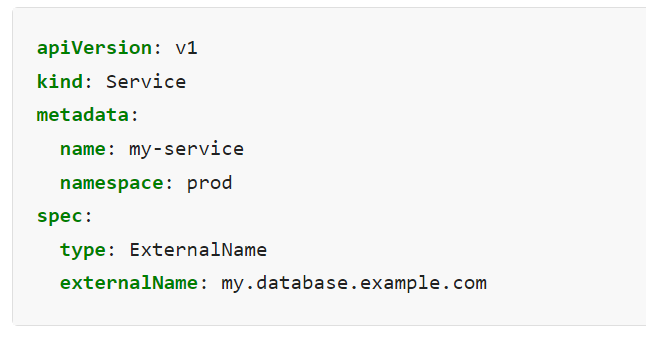 apiVersion: v1
kind: Service
metadata:
  name: my-service
  namespace: prod
spec:
  type: ExternalName
  externalName: my.database.example.com